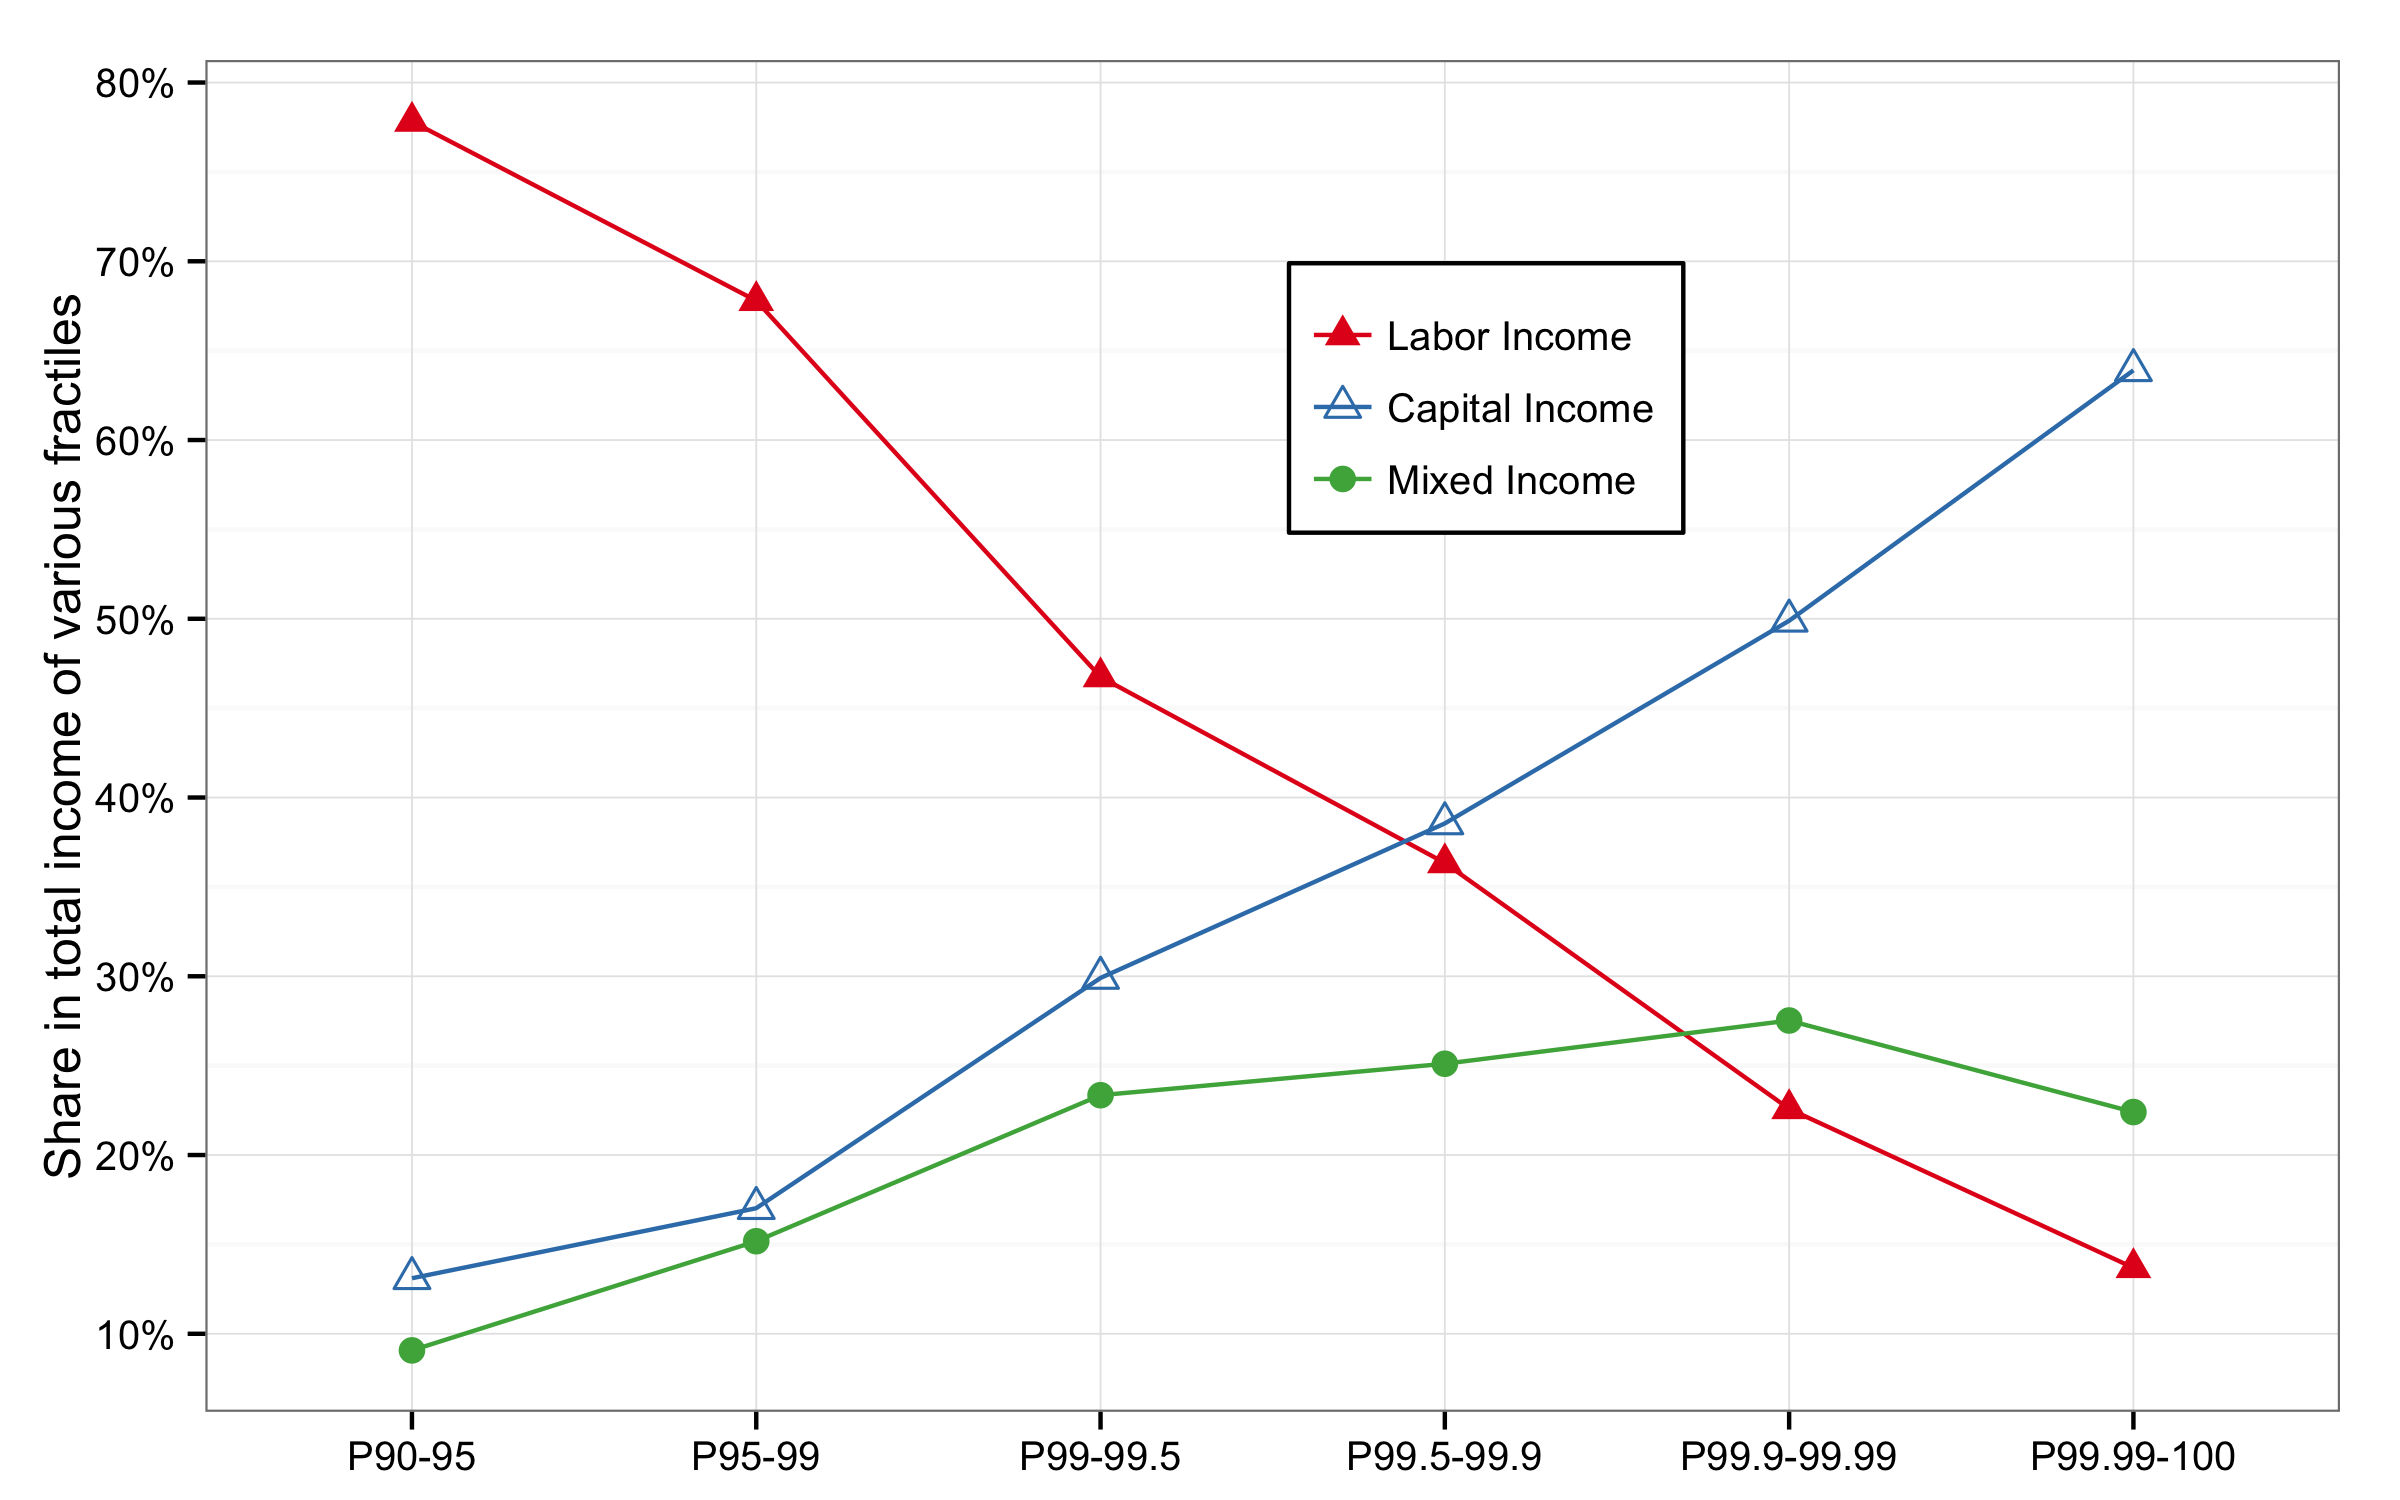 Share in total income of various fractiles
80%
70%
60%
50%
40%
30%
20%
10%
Labor Income
Capital Income
Mixed Income
P90-95
P95-99
P99-99.5
P99.5-99.9
P99.9-99.99
P99.99-100